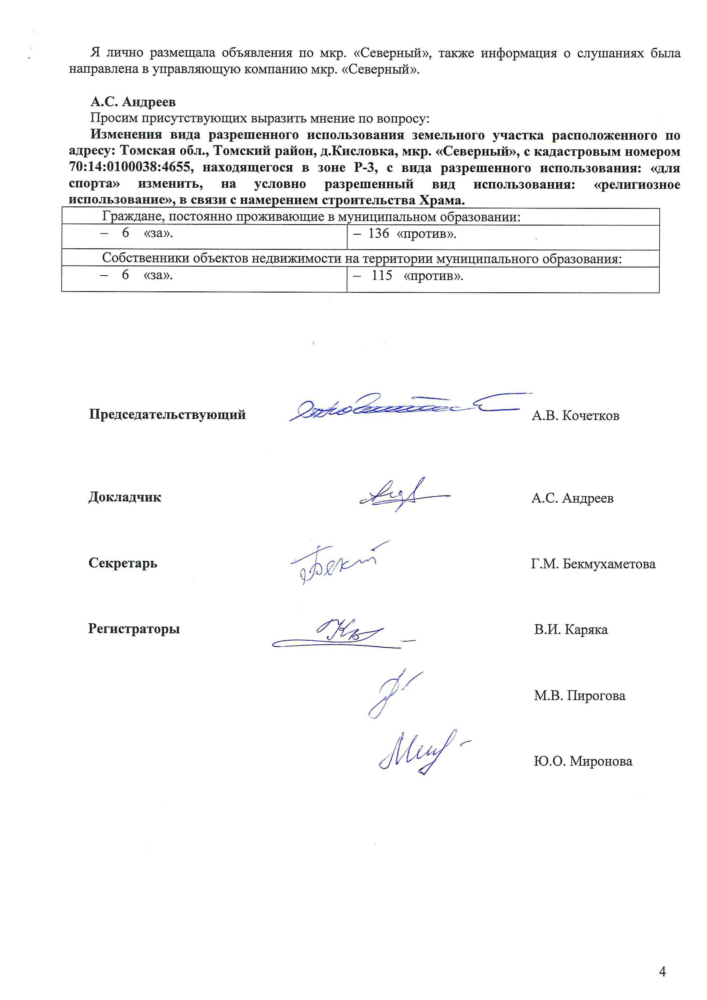 Я лично размещала объявления по мкр. «Северный», также информация о слушаниях была
направлена в управляющую компанию мкр. «Северный».
А.С. Андреев
Просим присутствующих выразить мнение по вопросу:
Изменения вида разрешенного использования земельного участка расположенного по
адресу: Томская обл., Томский район, д.Кисловка, мкр. «Северный», с кадастровым номером
70:14:0100038:4655, находящегося в зоне Р-3, с вида разрешенного использования: «для
спорта» изменить, на условно разрешенный вид использования: «религиозное
использование», в связи с намерением строительства Храма.
Граждане, постоянно проживающие в муниципальном образовании:
– 6 «за». – 136 «против».
Собственники объектов недвижимости на территории муниципального образования:
– 6 «за». – 115 «против».
Председательствующий А.В. Кочетков
Докладчик А.С. Андреев
Секретарь Г.М. Бекмухаметова
Регистраторы В.И. Каряка
М.В. Пирогова
Ю.О. Миронова
4